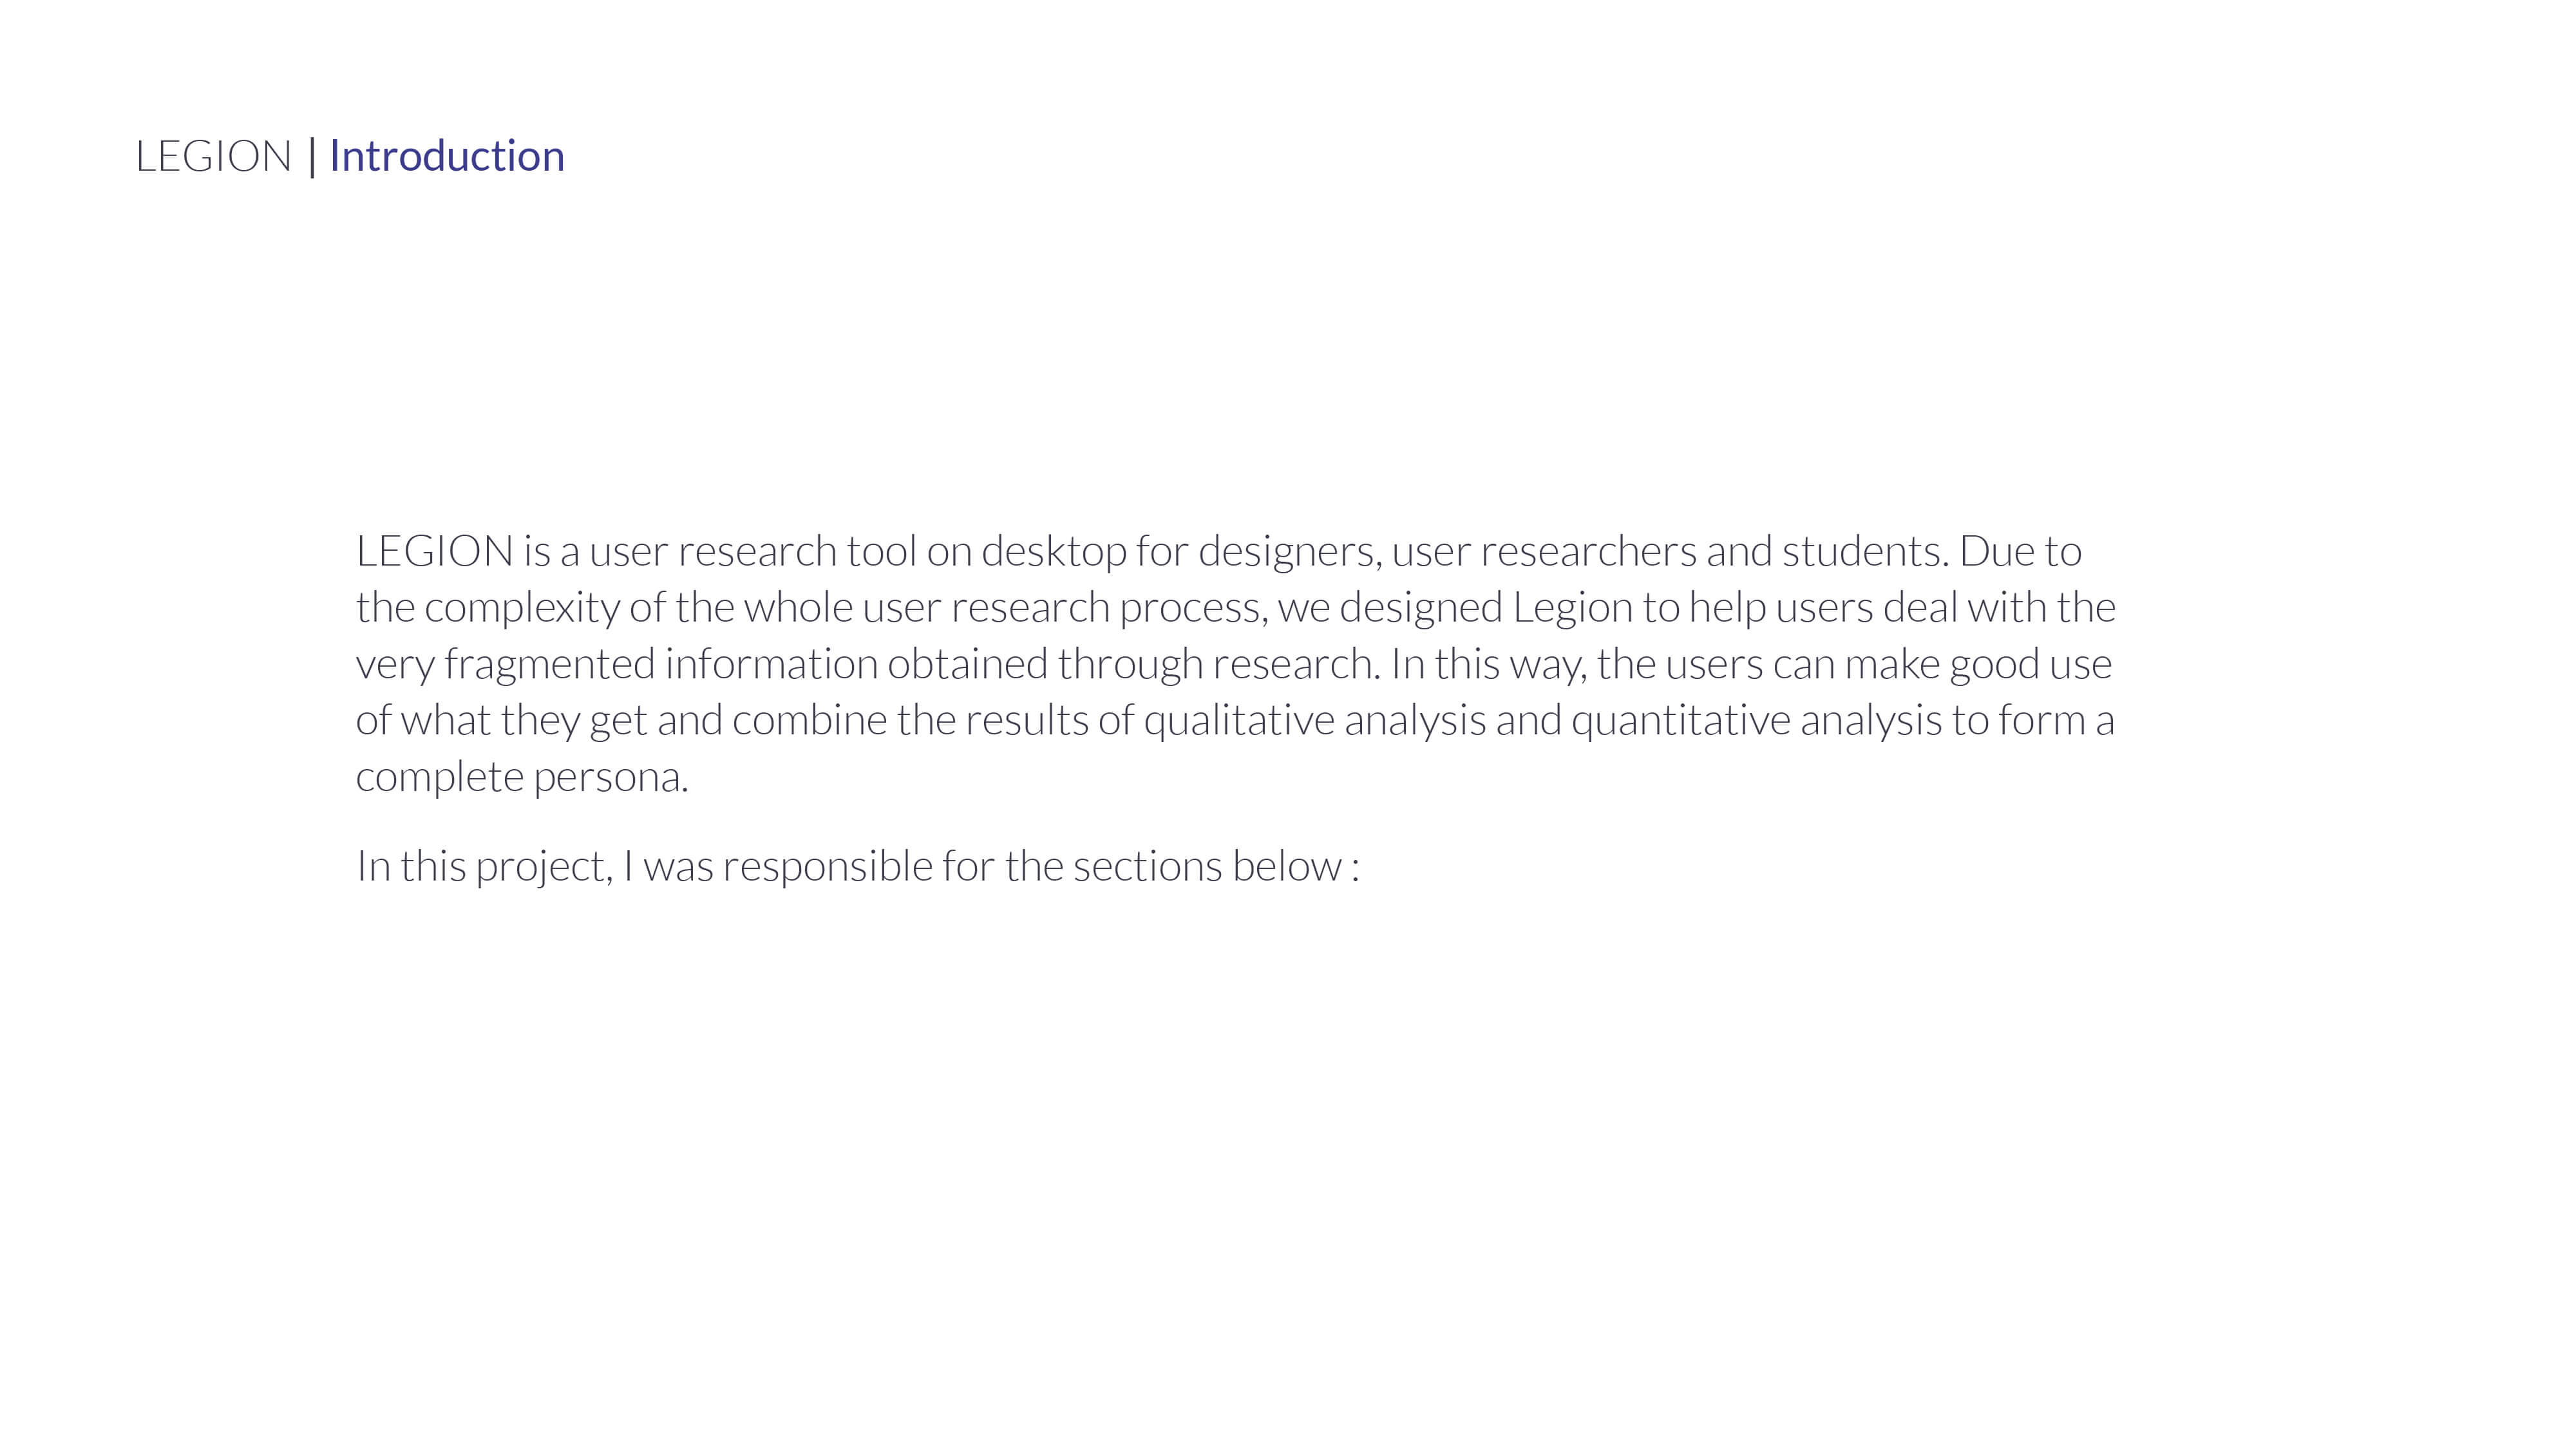 LEGION | Introduction
LEGION is a user research tool on desktop for designers, user researchers and students. Due to
the complexity of the whole user research process, we designed Legion to help users deal with the
very fragmented information obtained through research. In this way, the users can make good use
of what they get and combine the results of qualitative analysis and quantitative analysis to form a
complete persona.
In this project, I was responsible for the sections below :